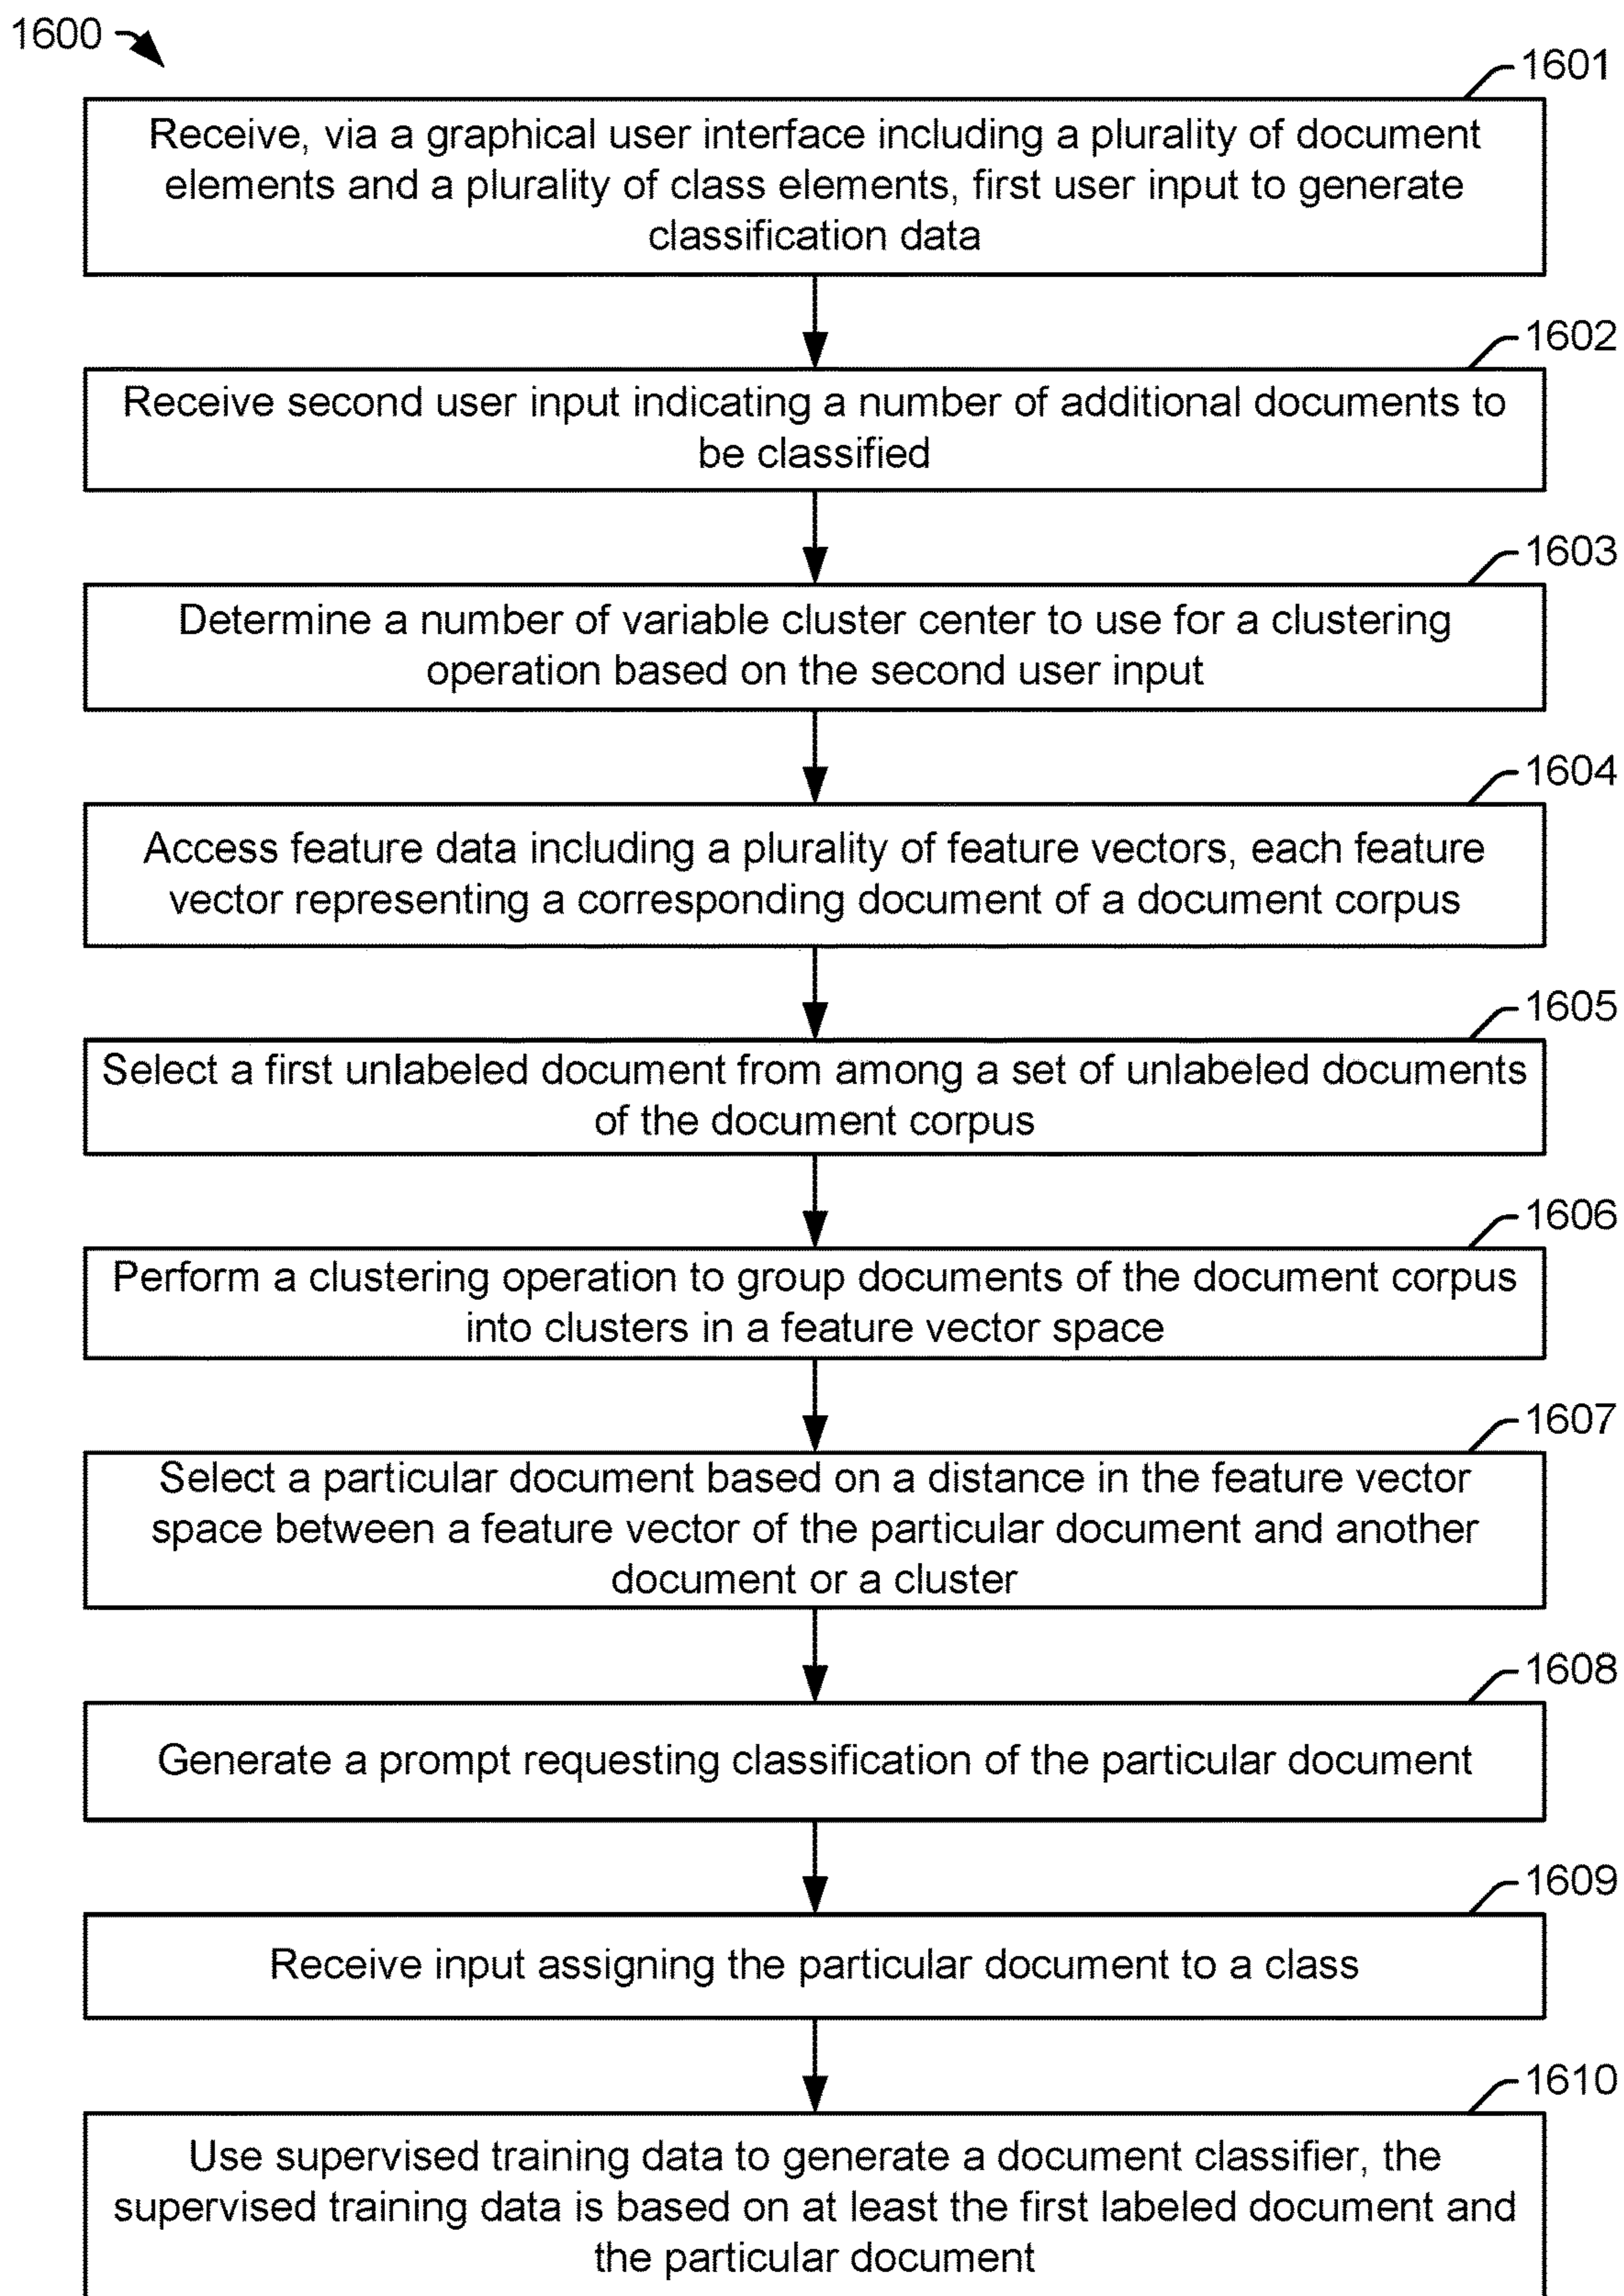 1600
1601
Receive, via a graphical user interface including a plurality of document
elements and a plurality of class elements, first user input to generate
classification data
1602
Receive second user input indicating a number of additional documents to
be classified
1603
Determine a number of variable cluster center to use for a clustering
operation based on the second user input
1604
Access feature data including a plurality of feature vectors, each feature
vector representing a corresponding document of a document corpus
1605
Select a first unlabeled document from among a set of unlabeled documents
of the document corpus
1606
Perform a clustering operation to group documents of the document corpus
into clusters in a feature vector space
1607
Select a particular document based on a distance in the feature vector
space between a feature vector of the particular document and another
document or a cluster
1608
Generate a prompt requesting classification of the particular document
1609
Receive input assigning the particular document to a class
1610
Use supervised training data to generate a document classifier, the
supervised training data is based on at least the first labeled document and
the particular document